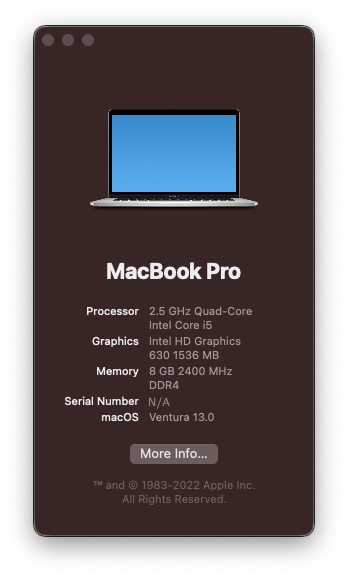 MacBook Pro
Processor 2.5 GHz Quad-Core
Intel Core i5
Graphics Intel HD Graphics
630 1536 MB
Memory 8 GB 2400 MHz
DDR4
Serial Number N/A
macOS Ventura 13.0
More Info...
™ and © 1983-2022 Apple Inc.
All Rights Reserved.